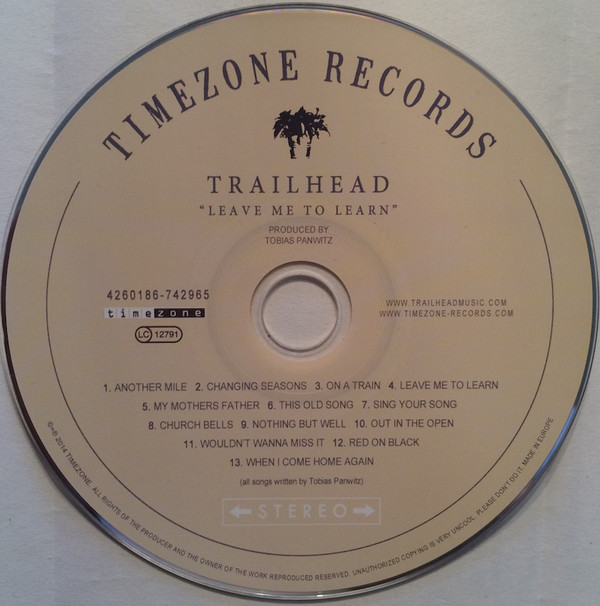 TIMEZONE RECORDS
TRAILHEAD
"LEAVE ME TO LEARN"
PRODUCED BY
TOBIAS PANWITZ
4260186-742965
timezone
LC 12791
WWW.TRAILHEADMUSIC.COM
WWW.TIMEZONE-RECORDS.COM
1. ANOTHER MILE 2. CHANGING SEASONS 3. ON A TRAIN 4. LEAVE ME TO LEARN
5. MY MOTHERS FATHER 6. THIS OLD SONG 7. SING YOUR SONG
8. CHURCH BELLS 9. NOTHING BUT WELL 10. OUT IN THE OPEN
11. WOULDN'T WANNA MISS IT 12. RED ON BLACK
13. WHEN I COME HOME AGAIN
(all songs written by Tobias Panwitz)
STEREO
©+℗ 2014 TIMEZONE. ALL RIGHTS OF THE PRODUCER AND THE OWNER OF THE WORK REPRODUCED RESERVED. UNAUTHORIZED COPYING IS VERY UNCOOL. PLEASE DON'T DO IT. MADE IN EUROPE